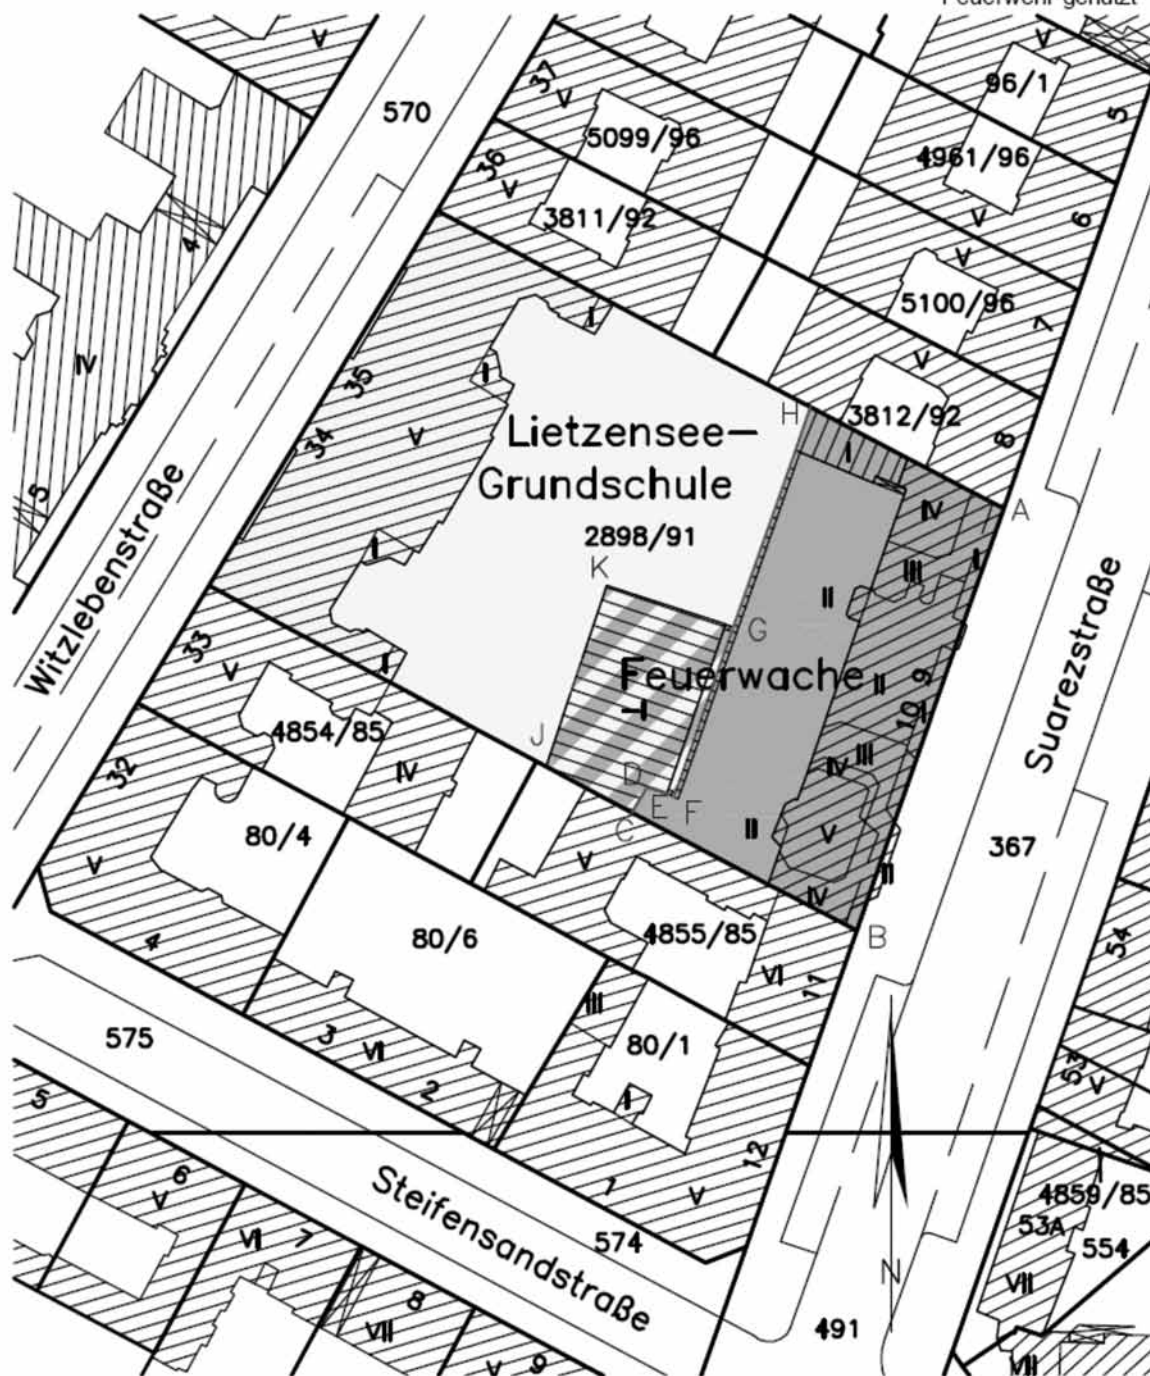 Feuerwehr genutzt
V
570
37
V
5099/96
36
V
3811/92
V
96/1
5
4961/96
V
6
V
5100/96
7
V
3812/92
8
4
IV
5
Witzlebenstraße
35
34
V
I
I
I
I
Lietzensee-
Grundschule
2898/91
H
I
IV
A
I
III
II
K
G
Feuerwache
I
II
9
10
I
III
IV
V
II
II
IV
B
J
D
E
F
C
Suarezstraße
367
33
V
4854/85
IV
32
V
80/4
80/6
V
4855/85
VI
11
III
80/1
I
12
4
3
VI
2
1
V
575
5
6
V
VI
7
8
VII
V
9
Steifensandstraße
574
491
N
54
53
V
4859/85
53A
554
VII
VII